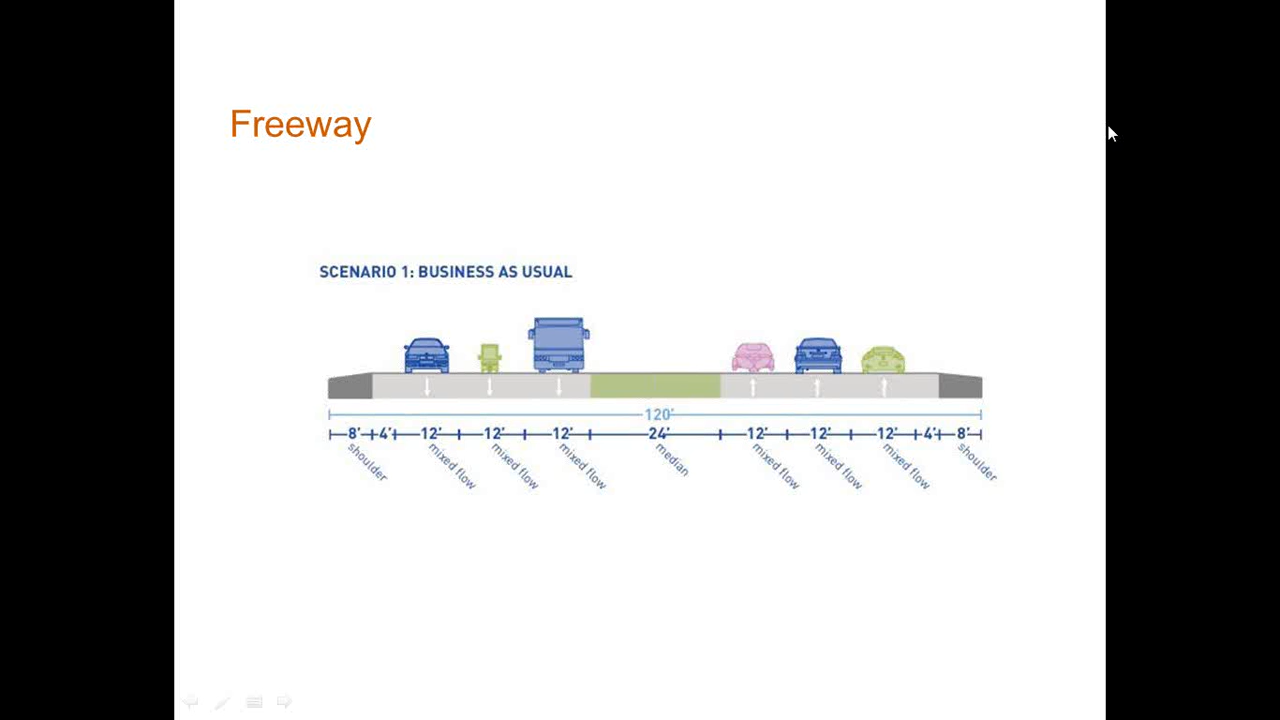 Freeway
SCENARIO 1: BUSINESS AS USUAL
120'
8' 4' 12' 12' 12' 24' 12' 12' 12' 4' 8'
shoulder mixed flow mixed flow mixed flow median mixed flow mixed flow mixed flow shoulder